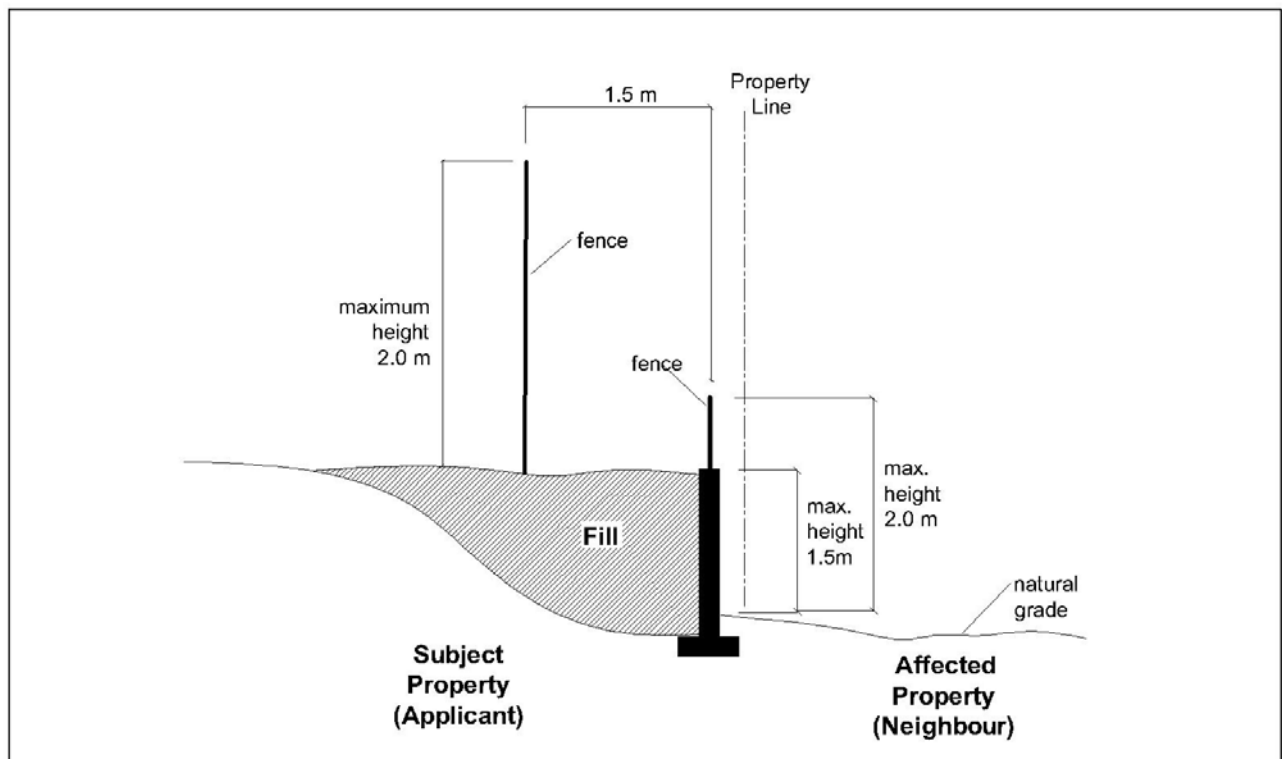 Property
Line
1.5 m
fence
maximum
height
2.0 m
fence
max.
height
2.0 m
max.
height
1.5m
Fill
natural
grade
Subject
Property
(Applicant)
Affected
Property
(Neighbour)